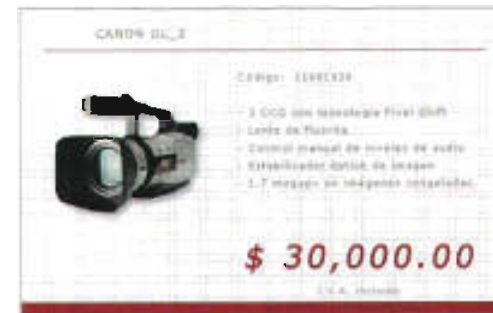 CANON GL_2
Código:
- 3 CCD con tecnología Pixel Shift
- Lente de fluorita
- Control manual de niveles de audio
- Estabilizador óptico de imagen
- 1.7 megapx en imágenes congeladas
$ 30,000.00
I.V.A. incluido